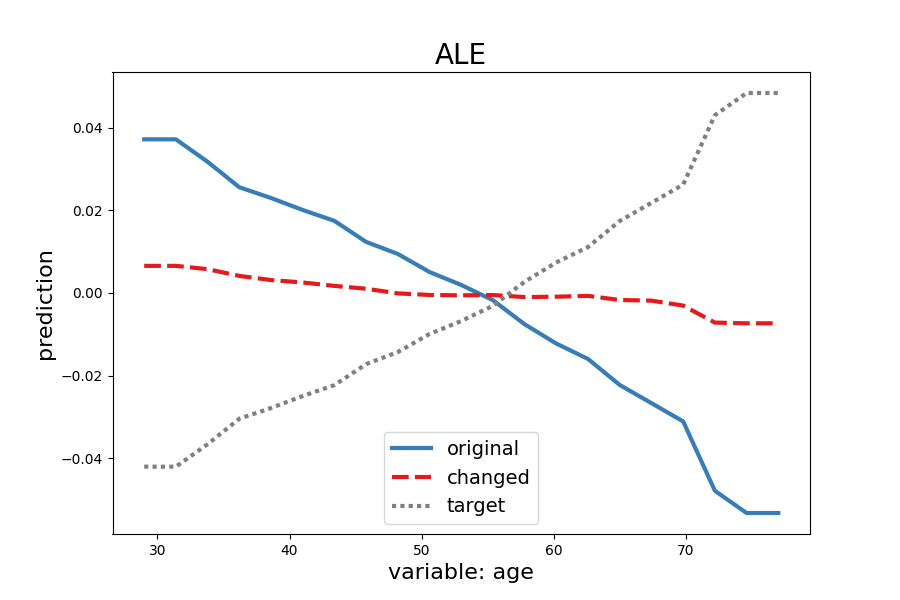 ALE
prediction
0.04
0.02
0.00
−0.02
−0.04
original
changed
target
30 40 50 60 70
variable: age